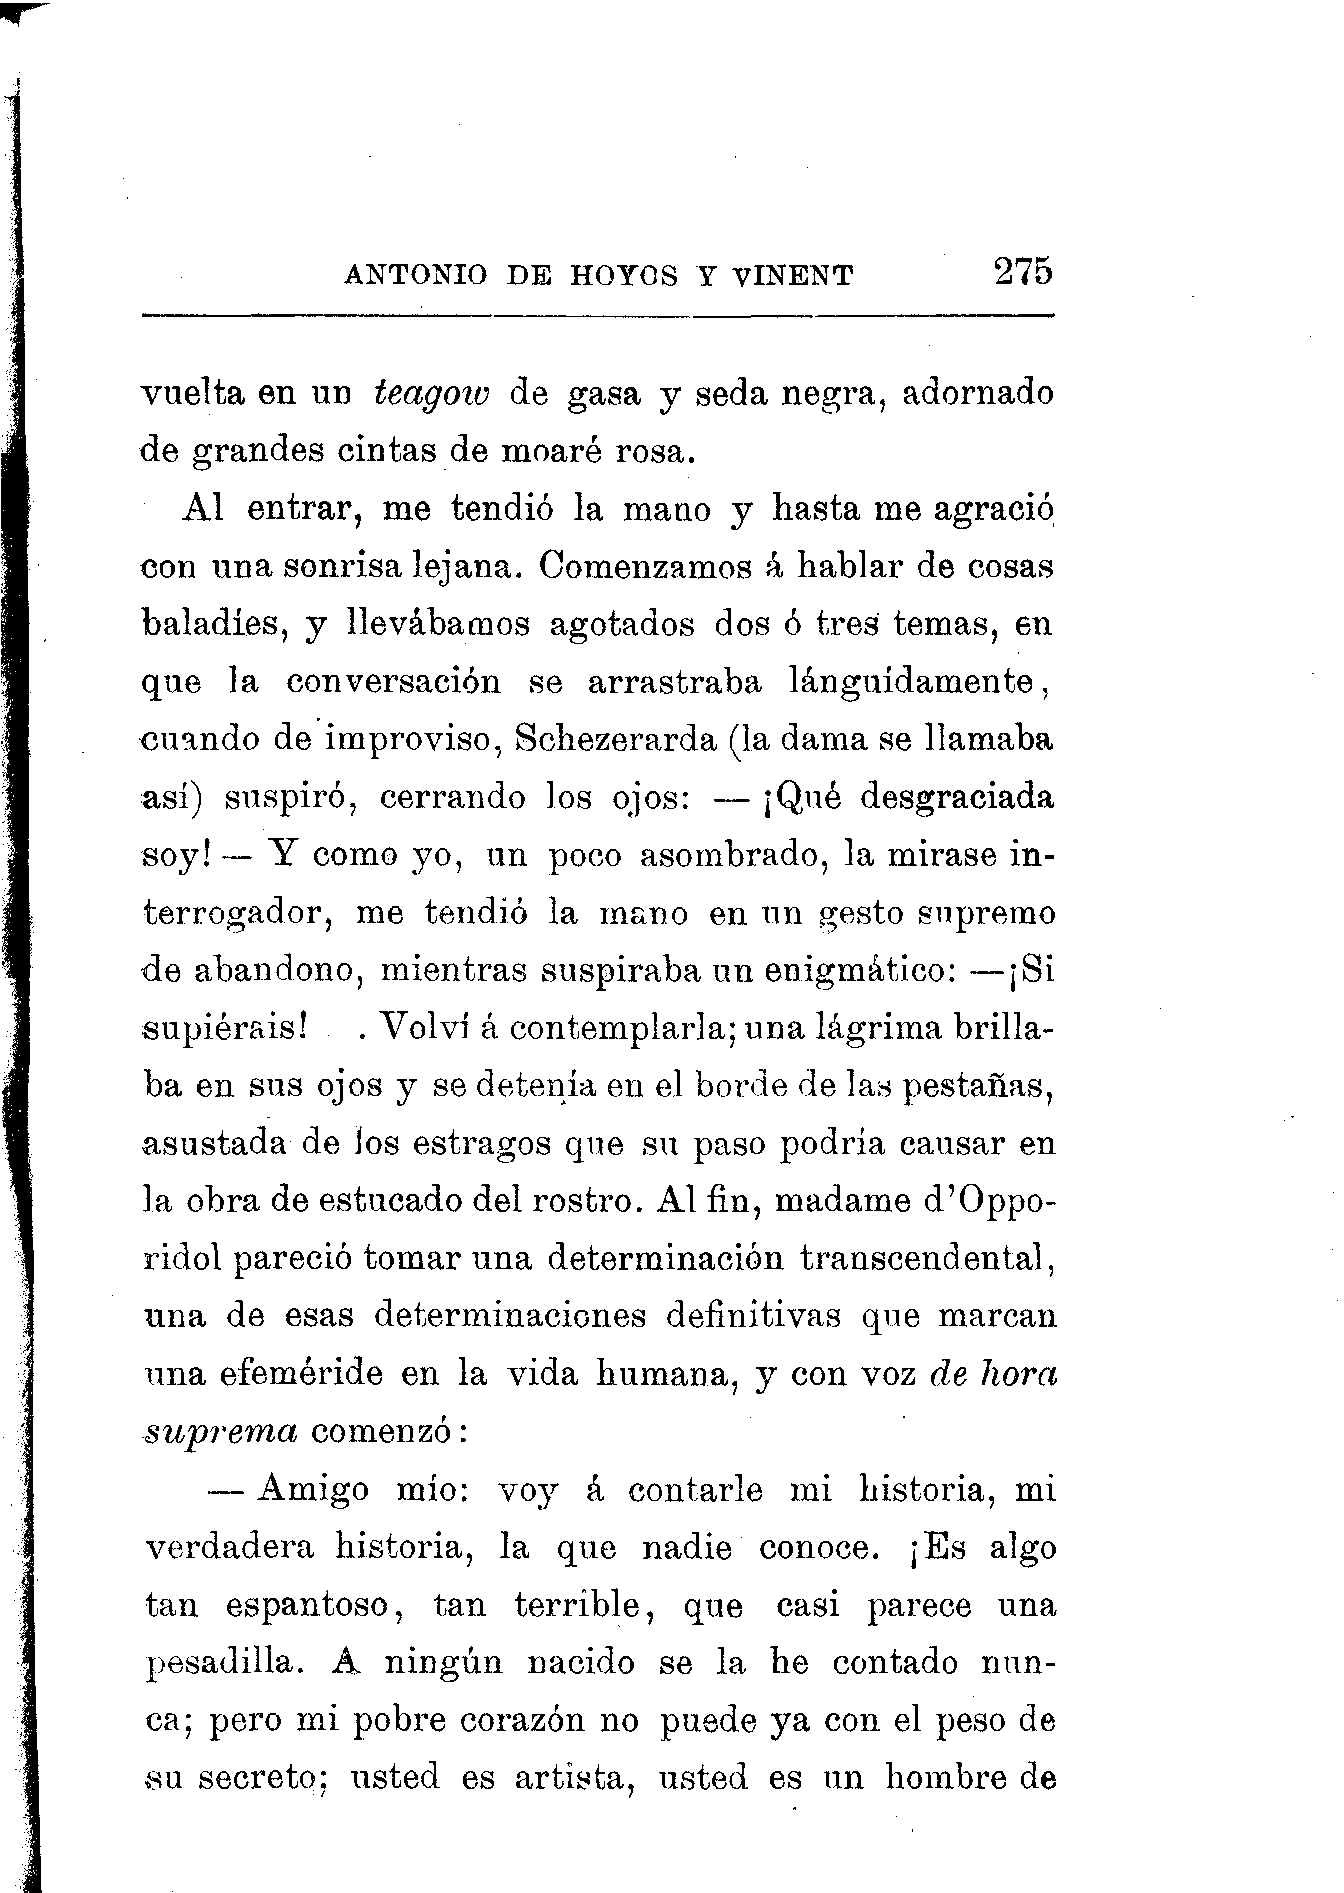 ANTONIO DE HOYOS Y VINENT 275
vuelta en un teagow de gasa y seda negra, adornado
de grandes cintas de moaré rosa.
Al entrar, me tendió la mano y hasta me agració
con una sonrisa lejana. Comenzamos á hablar de cosas
baladíes, y llevábamos agotados dos ó tres temas, en
que la conversación se arrastraba lánguidamente,
cuando de improviso, Schezerarda (la dama se llamaba
así) suspiró, cerrando los ojos: — ¡Qué desgraciada
soy! — Y como yo, un poco asombrado, la mirase in-
terrogador, me tendió la mano en un gesto supremo
de abandono, mientras suspiraba un enigmático: —¡Si
supiérais! . Volví á contemplarla; una lágrima brilla-
ba en sus ojos y se detenía en el borde de las pestañas,
asustada de los estragos que su paso podría causar en
la obra de estucado del rostro. Al fin, madame d'Oppo-
ridol pareció tomar una determinación transcendental,
una de esas determinaciones definitivas que marcan
una efeméride en la vida humana, y con voz de hora
suprema comenzó:
— Amigo mío: voy á contarle mi historia, mi
verdadera historia, la que nadie conoce. ¡Es algo
tan espantoso, tan terrible, que casi parece una
pesadilla. A ningún nacido se la he contado nun-
ca; pero mi pobre corazón no puede ya con el peso de
su secreto; usted es artista, usted es un hombre de